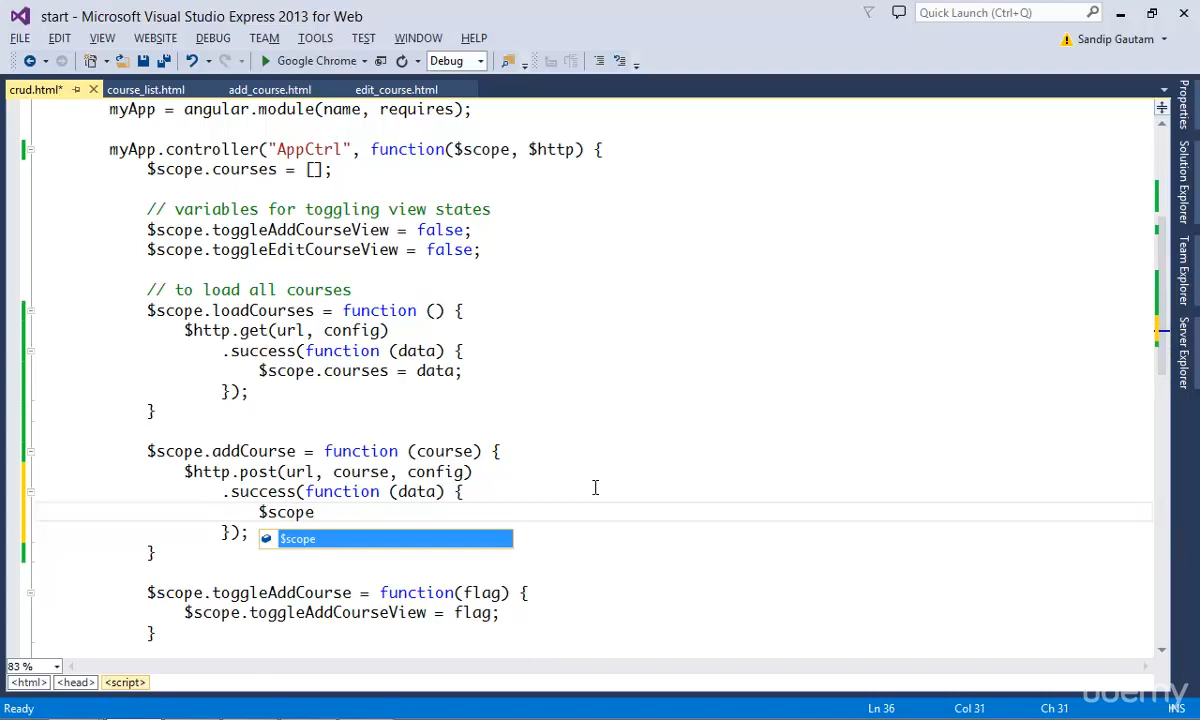 start - Microsoft Visual Studio Express 2013 for Web
Quick Launch (Ctrl+Q)
FILE EDIT VIEW WEBSITE DEBUG TEAM TOOLS TEST WINDOW HELP
Sandip Gautam
Google Chrome
Debug
crud.html* course_list.html add_course.html edit_course.html
myApp = angular.module(name, requires);
myApp.controller("AppCtrl", function($scope, $http) {
$scope.courses = [];
// variables for toggling view states
$scope.toggleAddCourseView = false;
$scope.toggleEditCourseView = false;
// to load all courses
$scope.loadCourses = function () {
$http.get(url, config)
.success(function (data) {
$scope.courses = data;
});
}
$scope.addCourse = function (course) {
$http.post(url, course, config)
.success(function (data) {
$scope
});
$scope
}
$scope.toggleAddCourse = function(flag) {
$scope.toggleAddCourseView = flag;
}
Properties
Solution Explorer
Team Explorer
Server Explorer
83 %
<html> <head> <script>
udemy
Ready
Ln 36
Col 31
Ch 31
INS